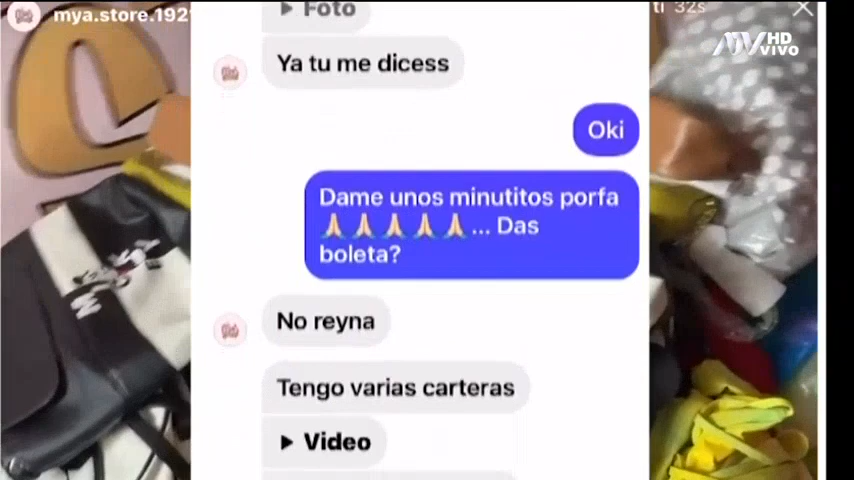 mya.store.192
ti 32s
ATV HD
VIVO
Foto
Ya tu me dicess
Oki
Dame unos minutitos porfa
🙏🏻🙏🏻🙏🏻🙏🏻🙏🏻... Das
boleta?
No reyna
Tengo varias carteras
Video